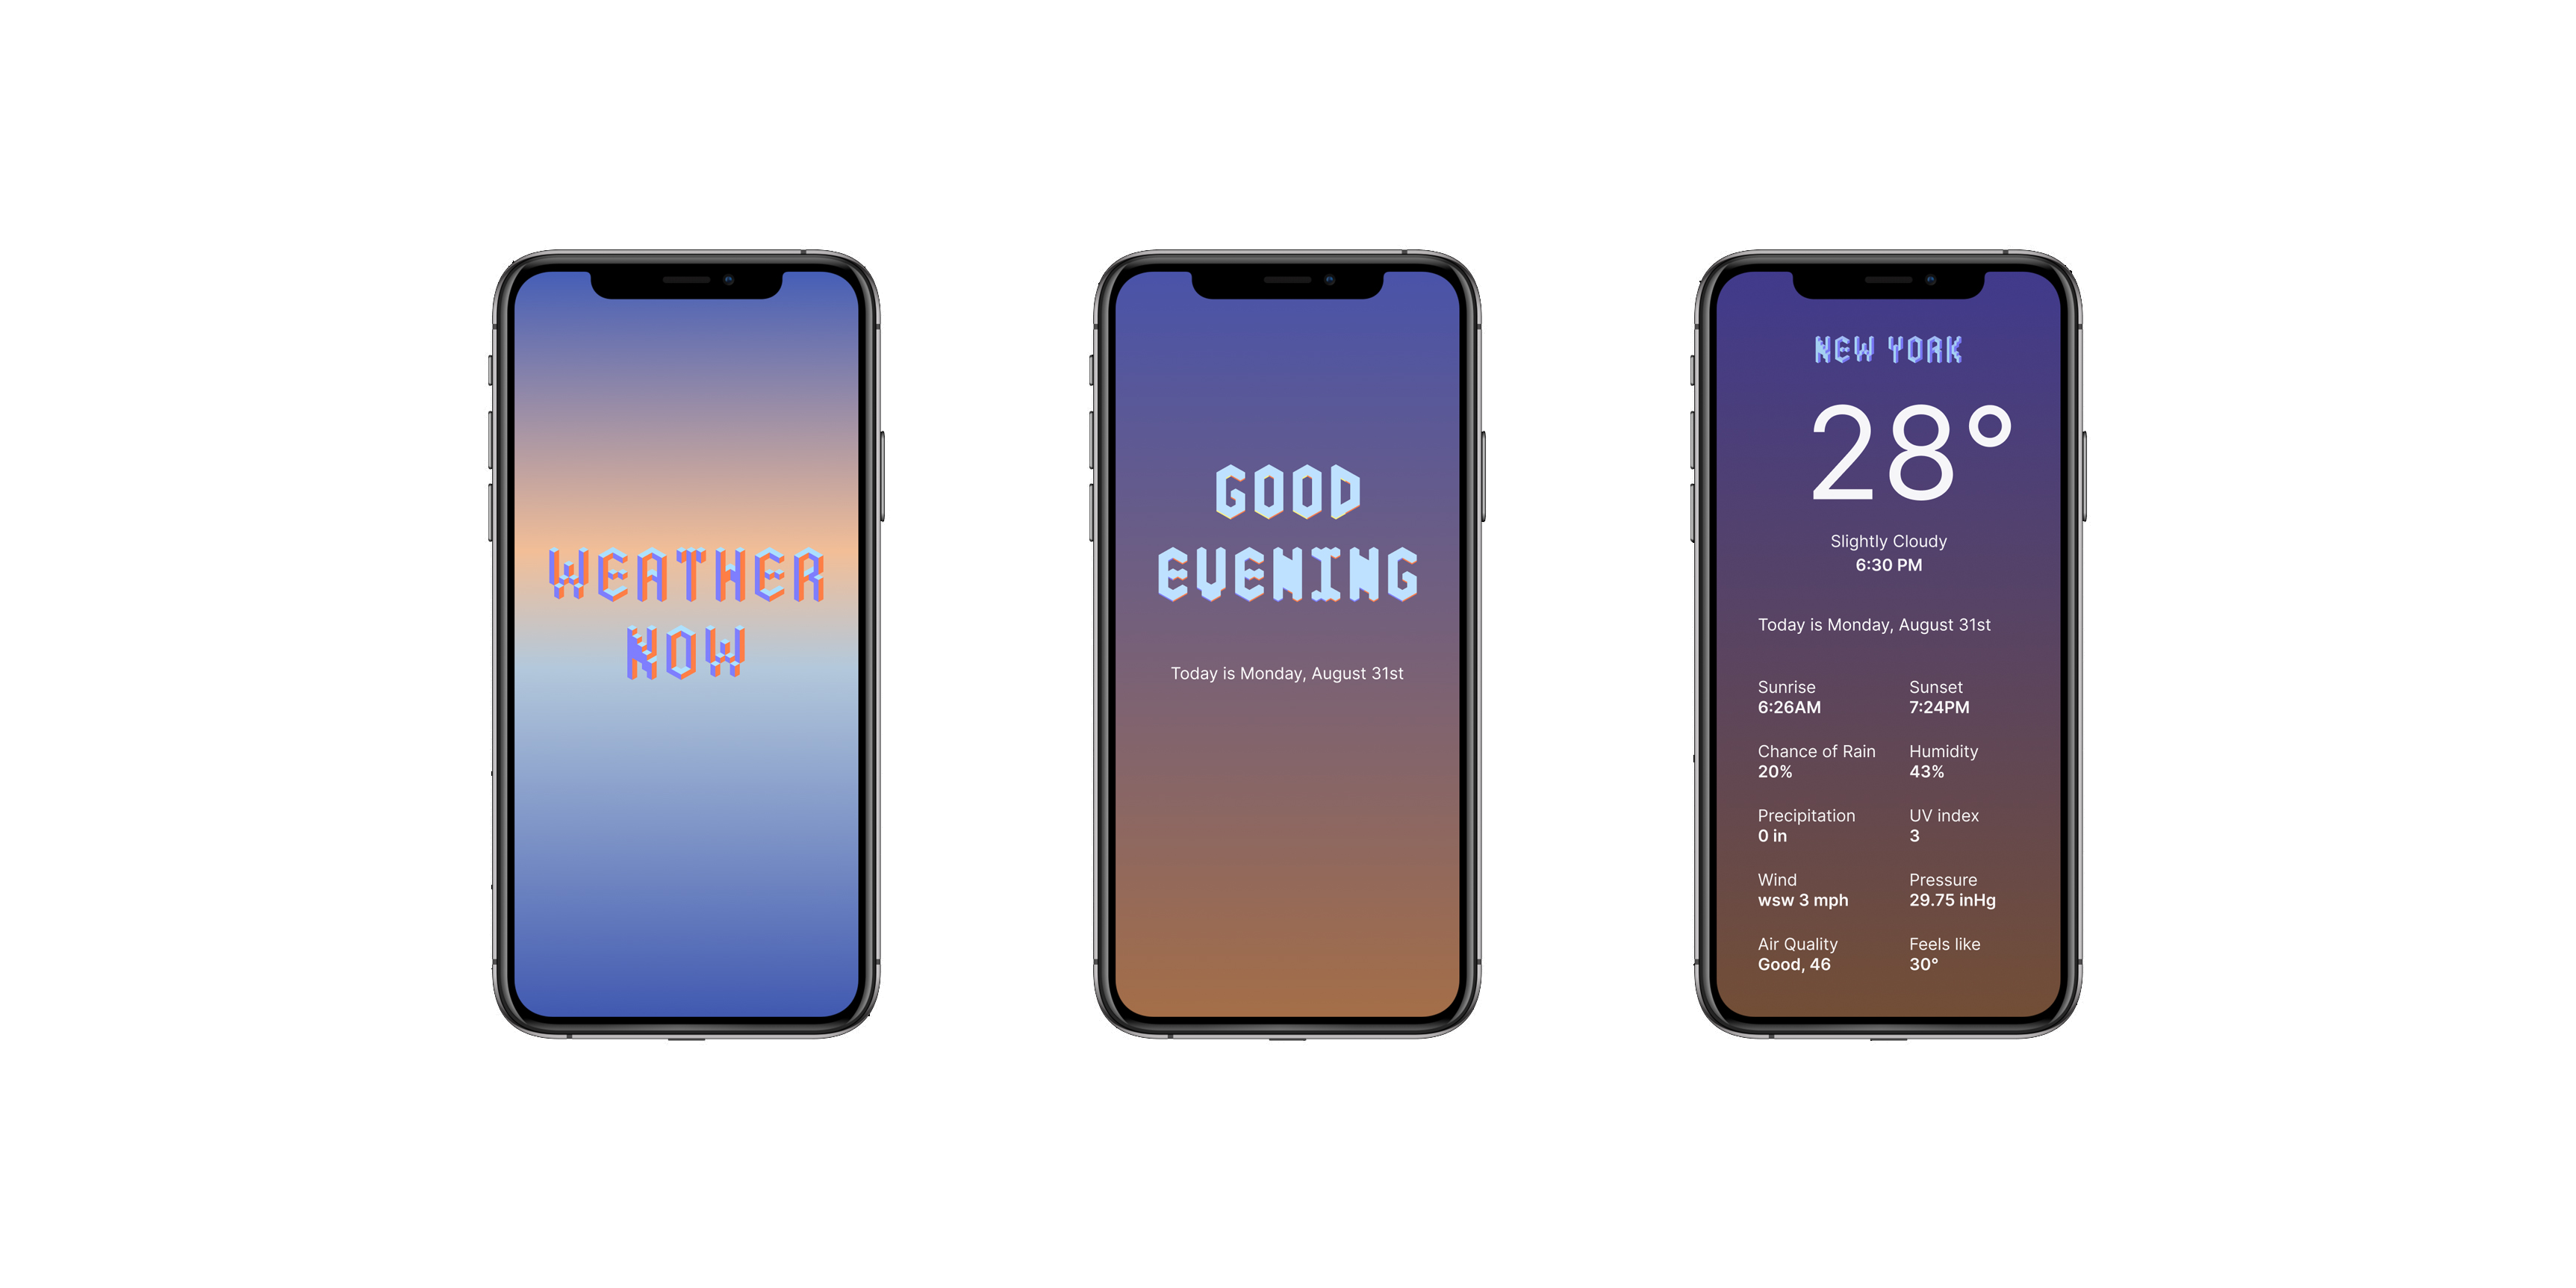 WEATHER
NOW
GOOD
EVENING
Today is Monday, August 31st
NEW YORK
28°
Slightly Cloudy
6:30 PM
Today is Monday, August 31st
Sunrise
6:26AM
Sunset
7:24PM
Chance of Rain
20%
Humidity
43%
Precipitation
0 in
UV index
3
Wind
wsw 3 mph
Pressure
29.75 inHg
Air Quality
Good, 46
Feels like
30°